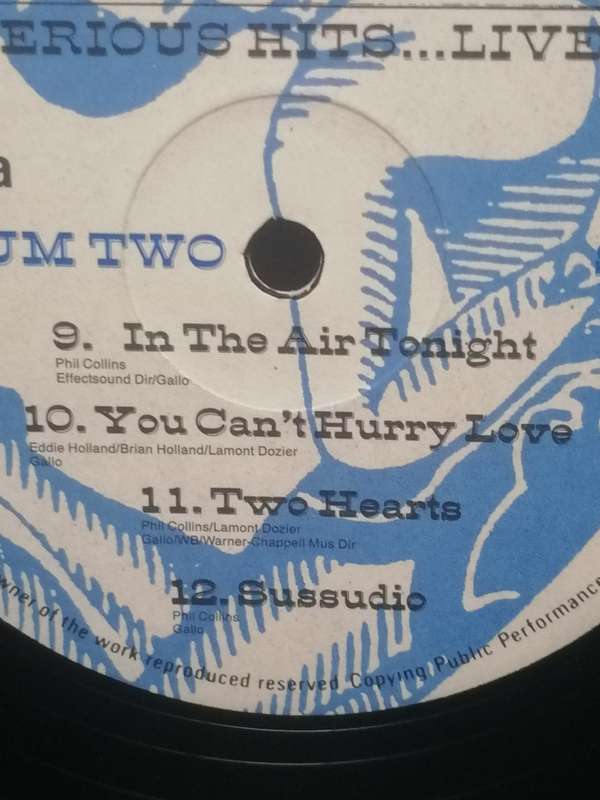 ERIOUS HITS...LIVE
a
UM TWO
9. In The Air Tonight
Phil Collins
Effectsound Dir/Gallo
10. You Can't Hurry Love
Eddie Holland/Brian Holland/Lamont Dozier
Gallo
11. Two Hearts
Phil Collins/Lamont Dozier
Gallo/WB/Warner-Chappell Mus Dir
12. Sussudio
Phil Collins
Gallo
wner of the work reproduced reserved Copying Public Performance